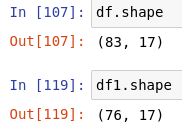 In [107]: df.shape
Out[107]: (83, 17)
In [119]: df1.shape
Out[119]: (76, 17)